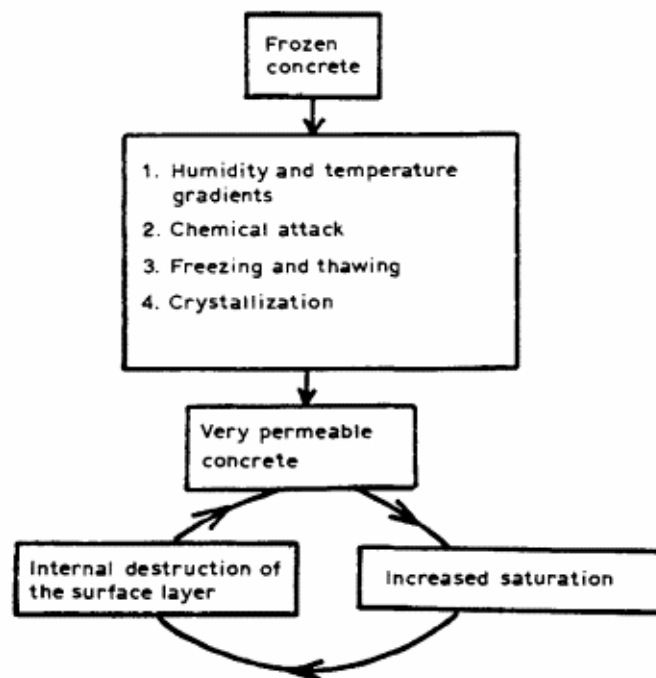 Frozen
concrete
1. Humidity and temperature
gradients
2. Chemical attack
3. Freezing and thawing
4. Crystallization
Very permeable
concrete
Internal destruction of
the surface layer
Increased saturation